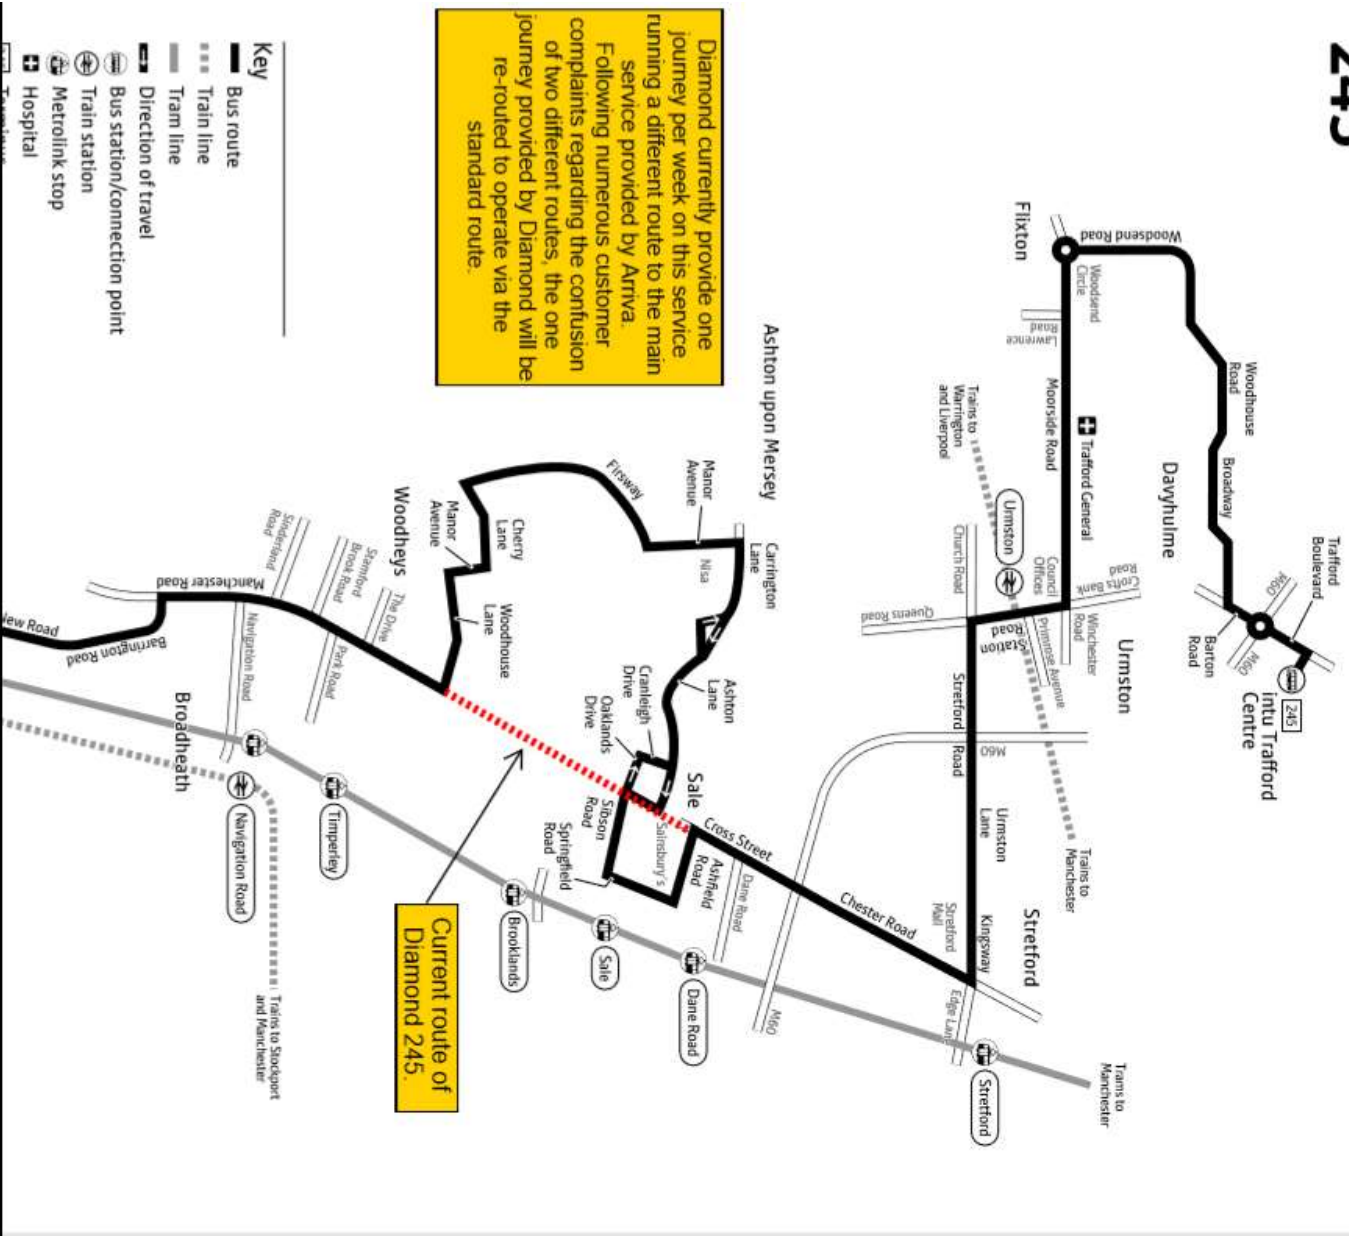 245
Trafford
Boulevard
M60
M60
245
intu Trafford
Centre
Barton
Road
Broadway
Woodhouse
Road
Woodsend Road
Davyhulme
Flixton
Woodsend
Circle
Lawrence
Road
Moorside Road
Trafford General
Crofts Bank
Road
Council
Offices
Winchester
Road
Urmston
Urmston
Trains to
Warrington
and Liverpool
Church Road
Queens Road
Station
Road
Primrose Avenue
Stretford Road
M60
Urmston
Lane
Trains to
Manchester
Stretford
Kingsway
Stretford
Mall
Edge Lane
Stretford
Trams to
Manchester
Chester Road
M60
Cross Street
Dane Road
Dane Road
Ashfield
Road
Sale
Sainsbury's
Sale
Ashton upon Mersey
Carrington
Lane
Manor
Avenue
Nisa
Firsway
Ashton
Lane
Cranleigh
Drive
Oaklands
Drive
Sibson
Road
Springfield
Road
Brooklands
Cherry
Lane
Manor
Avenue
Woodheys
Woodhouse
Lane
The Drive
Stamford
Brook Road
Park Road
Sinderland
Road
Timperley
Manchester Road
Navigation Road
Navigation Road
Trains to Stockport
and Manchester
Broadheath
Barrington Road
New Road
Diamond currently provide one
journey per week on this service
running a different route to the main
service provided by Arriva.
Following numerous customer
complaints regarding the confusion
of two different routes, the one
journey provided by Diamond will be
re-routed to operate via the
standard route.
Current route of
Diamond 245.
Key
Bus route
Train line
Tram line
Direction of travel
Bus station/connection point
Train station
Metrolink stop
Hospital